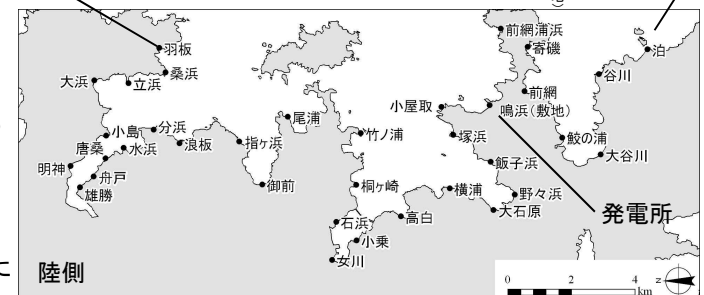 前網浦浜
羽板
寄磯
泊
大浜
立浜
桑浜
谷川
前網
小屋取
鳴浜（敷地）
尾浦
小島
分浜
竹ノ浦
塚浜
鮫の浦
唐桑
水浜
浪板
指ヶ浜
飯子浜
大谷川
明神
舟戸
雄勝
御前
桐ヶ崎
横浦
野々浜
大石原
発電所
石浜
高白
小乗
女川
に
陸側
0 2 4
km
z